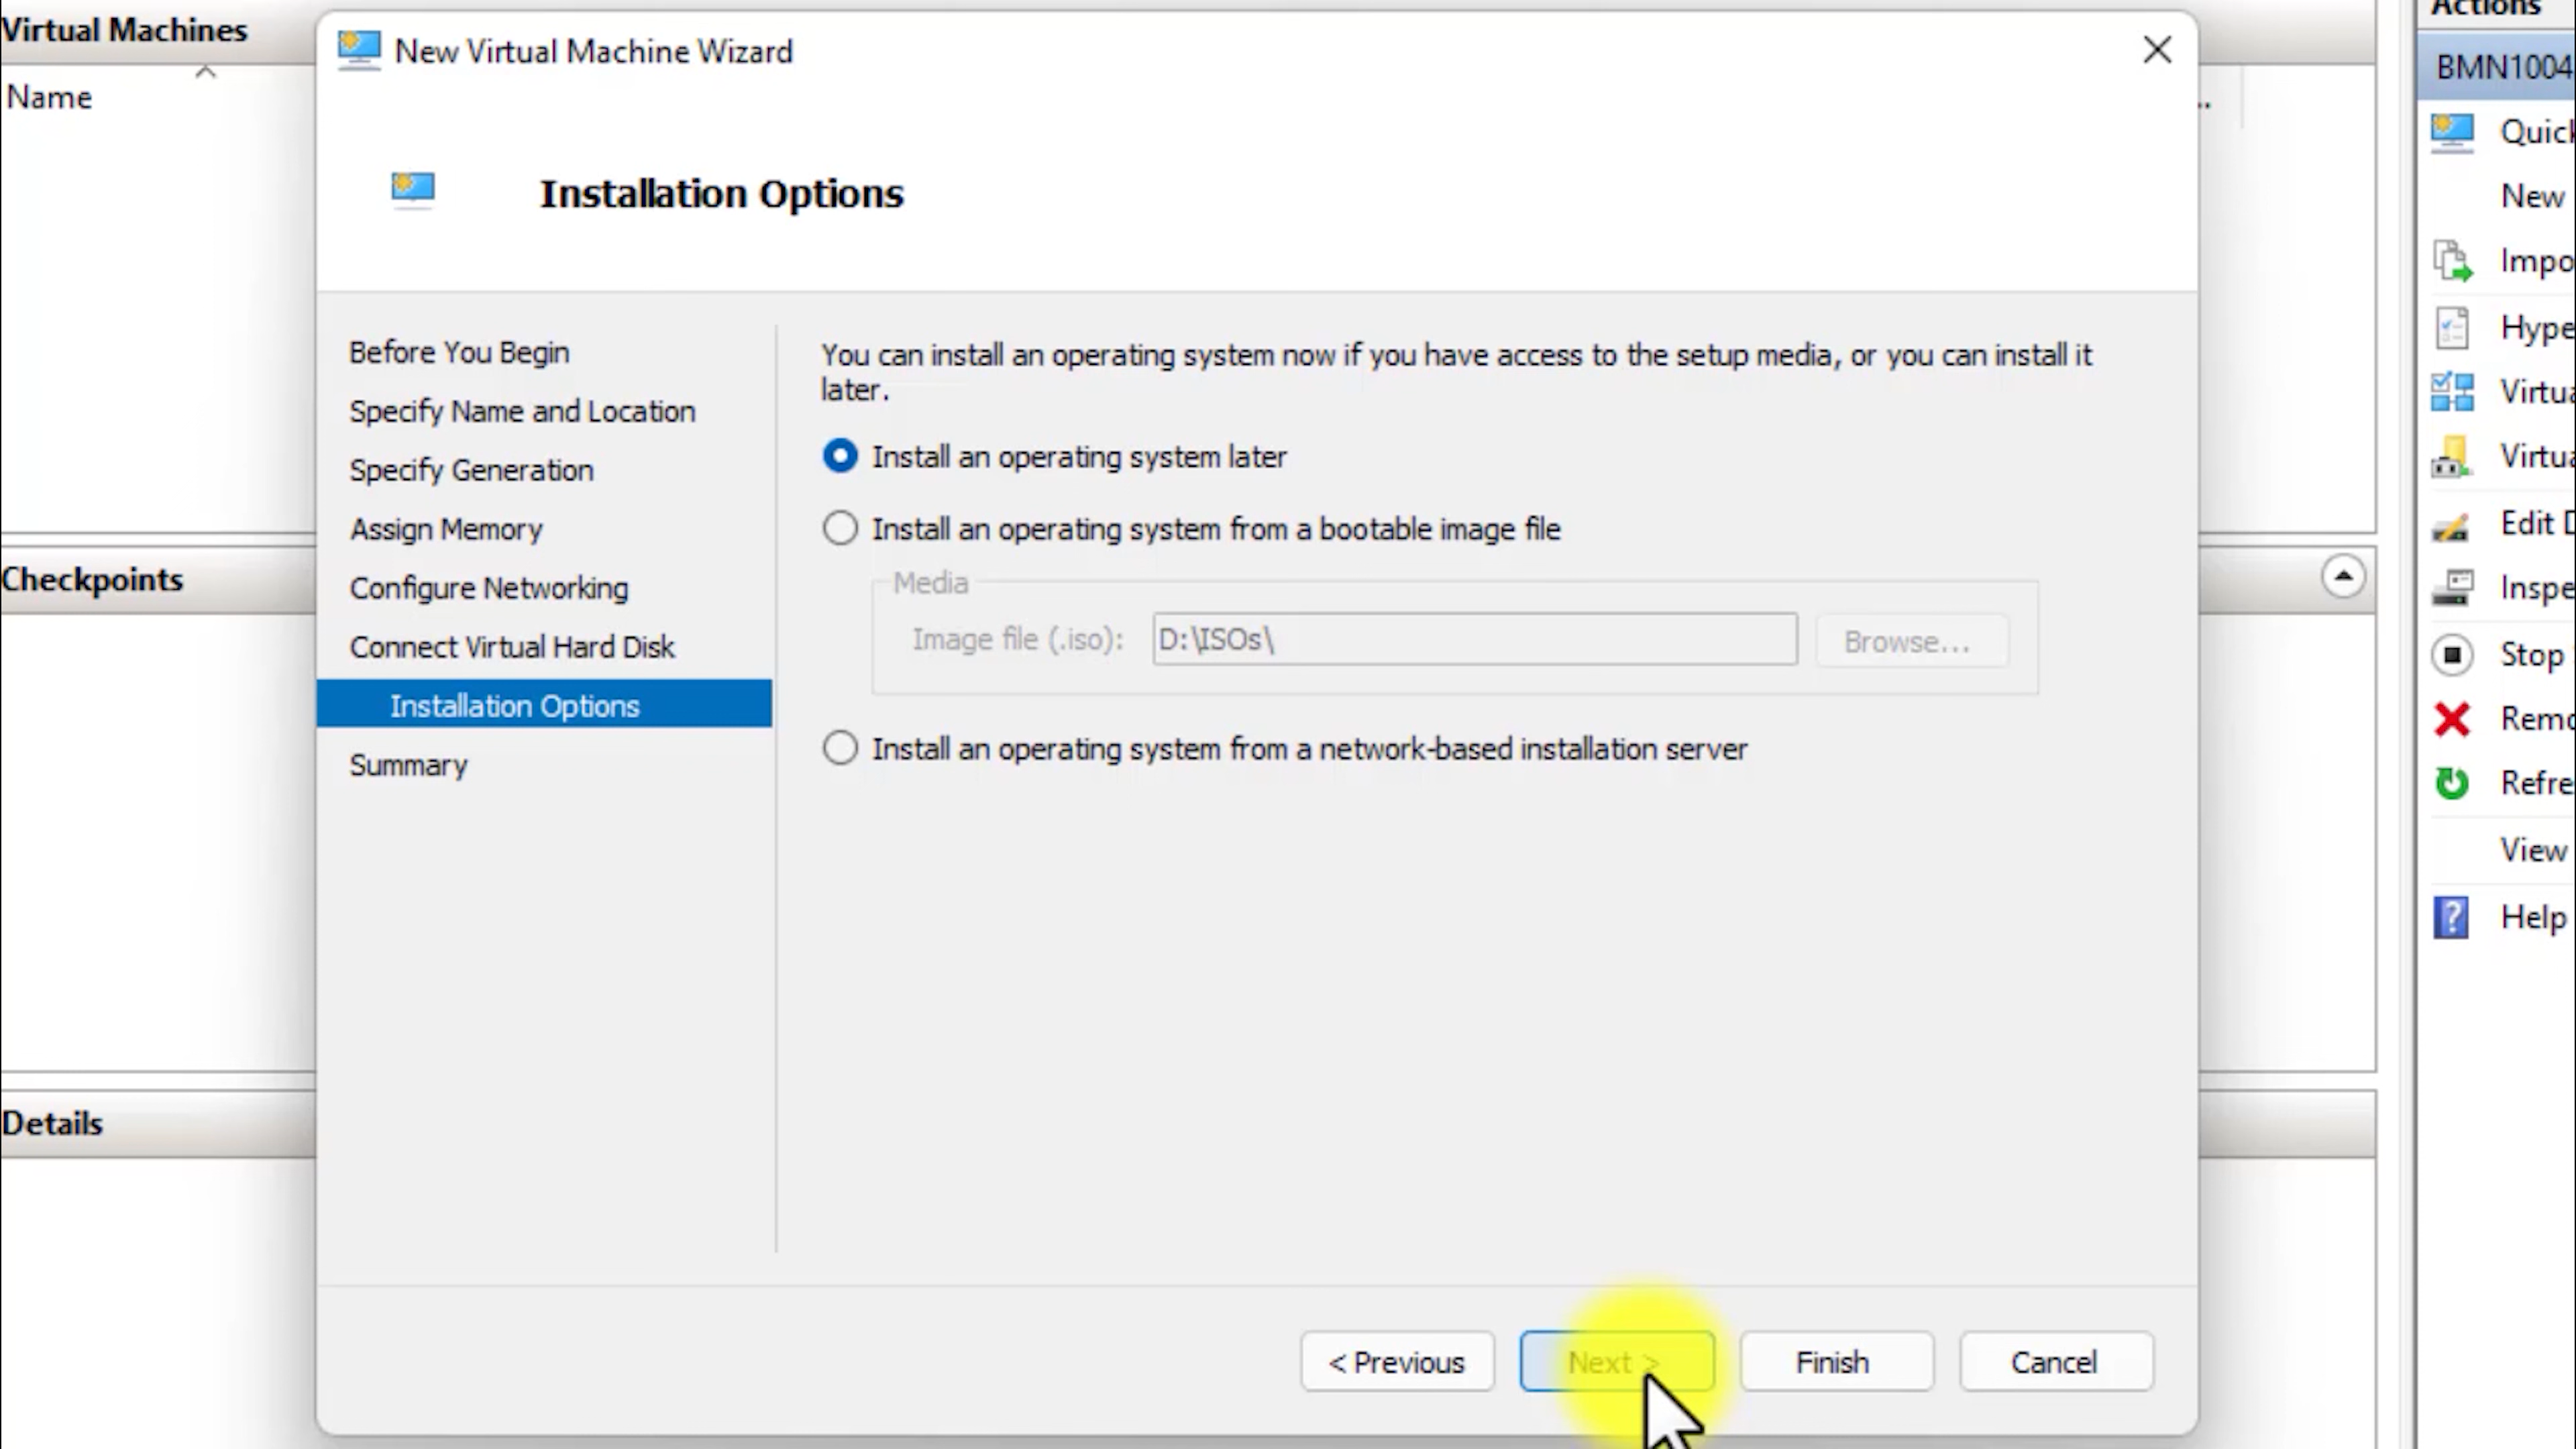 Virtual Machines
Name
Checkpoints
Details
New Virtual Machine Wizard
Installation Options
Before You Begin
Specify Name and Location
Specify Generation
Assign Memory
Configure Networking
Connect Virtual Hard Disk
Installation Options
Summary
You can install an operating system now if you have access to the setup media, or you can install it
later.
Install an operating system later
Install an operating system from a bootable image file
Media
Image file (.iso):
D:\ISOs\
Browse...
Install an operating system from a network-based installation server
< Previous
Next >
Finish
Cancel
Actions
BMN1004
Quick
New
Impo
Hype
Virtua
Virtua
Edit D
Inspe
Stop
Remo
Refre
View
Help